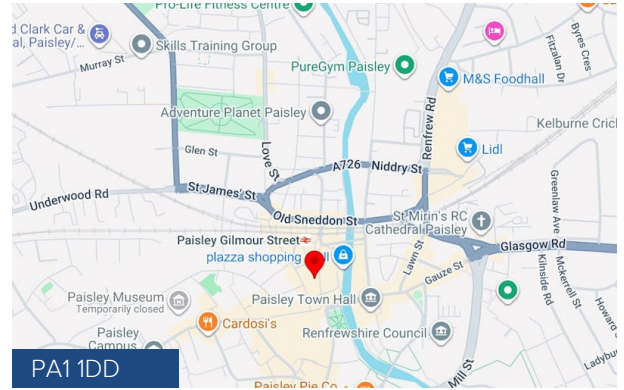 Pro-Life Fitness Centre
d Clark Car &
al, Paisley/...
Skills Training Group
Murray St
PureGym Paisley
M&S Foodhall
Fitzalan Dr
Byres Cres
Adventure Planet Paisley
Renfrew Rd
Kelburne Cric
Glen St
Love St
Lidl
A726
Niddry St
Underwood Rd
St James' St
Old Sneddon St
St Mirin's RC
Cathedral Paisley
Greenlaw Ave
Paisley Gilmour Street
Glasgow Rd
plazza shopping
ll
Lawn St
Gauze St
Kilnside Rd
McKerrell St
Paisley Museum
Temporarily closed
Paisley Town Hall
Howard S
Cardosi's
Renfrewshire Council
Paisley
Campus
Mill St
Ladybur
PA1 1DD
Paisley Pie Co